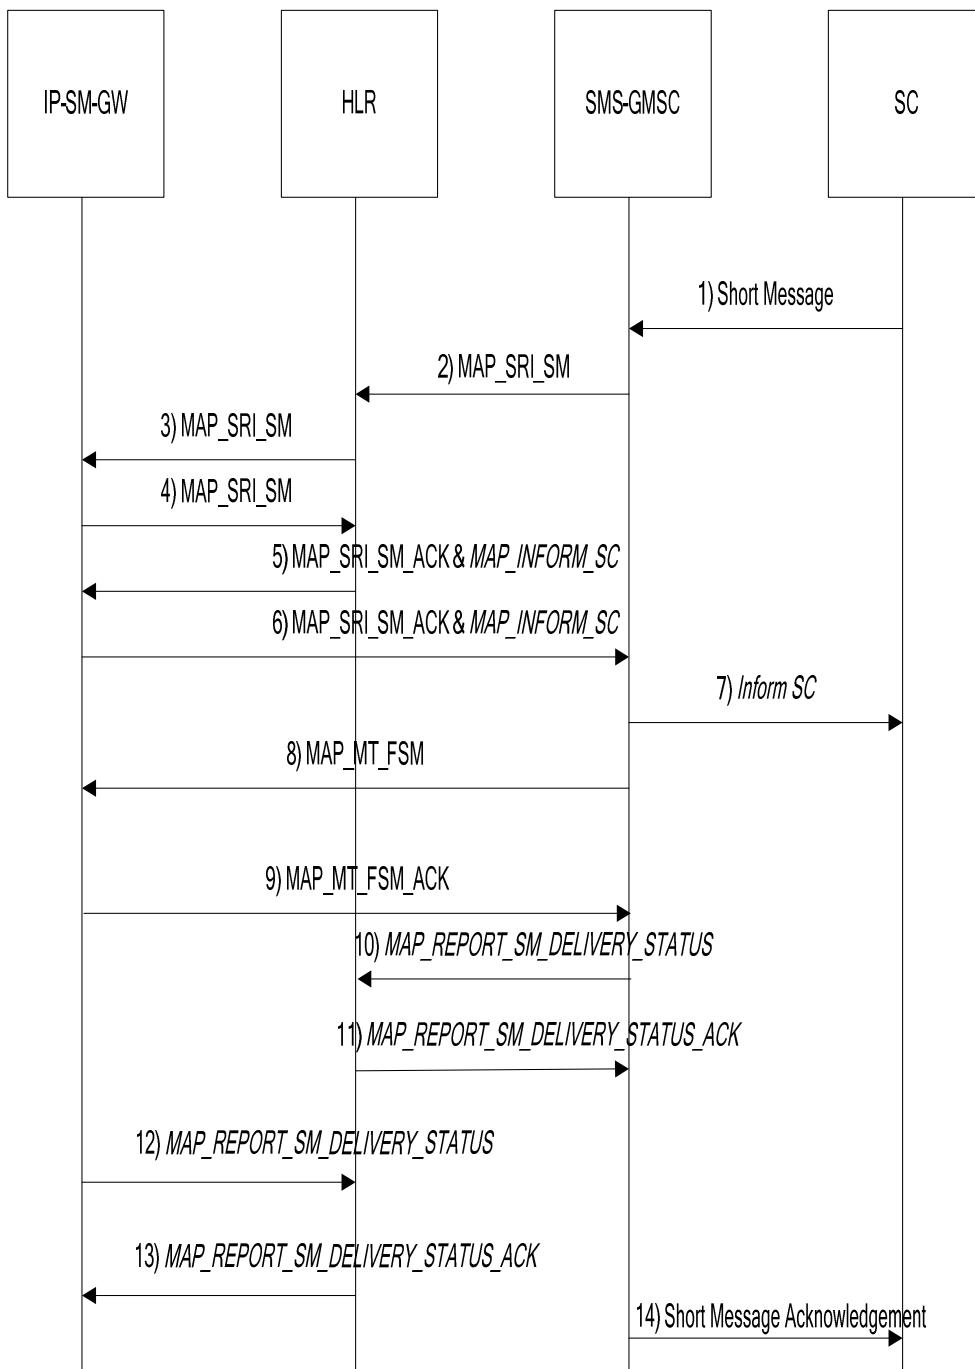 IP-SM-GW
HLR
SMS-GMSC
SC
1) Short Message
2) MAP_SRI_SM
3) MAP_SRI_SM
4) MAP_SRI_SM
5) MAP_SRI_SM_ACK & MAP_INFORM_SC
6) MAP_SRI_SM_ACK & MAP_INFORM_SC
7) Inform SC
8) MAP_MT_FSM
9) MAP_MT_FSM_ACK
10) MAP_REPORT_SM_DELIVERY_STATUS
11) MAP_REPORT_SM_DELIVERY_STATUS_ACK
12) MAP_REPORT_SM_DELIVERY_STATUS
13) MAP_REPORT_SM_DELIVERY_STATUS_ACK
14) Short Message Acknowledgement